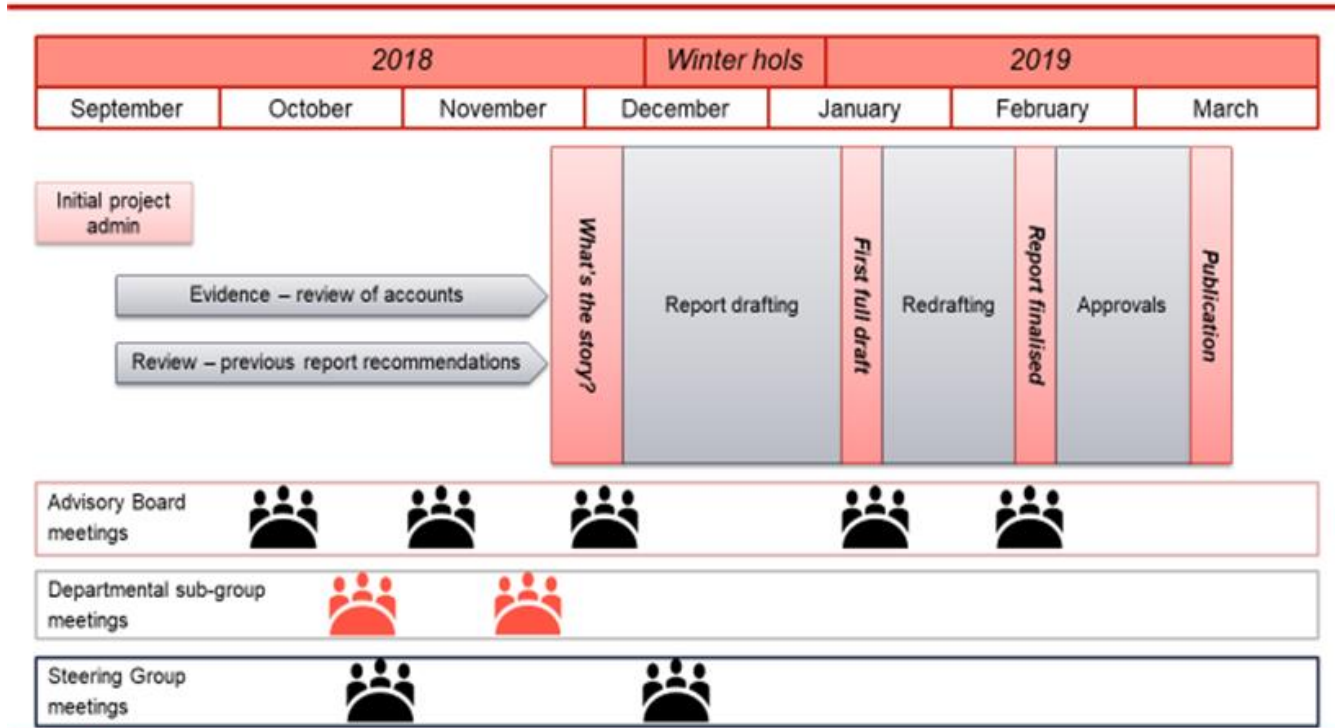 2018 Winter hols 2019
September October November December January February March
Initial project
admin
Evidence – review of accounts
Review – previous report recommendations
What's the story?
Report drafting
First full draft
Redrafting
Report finalised
Approvals
Publication
Advisory Board
meetings
Departmental sub-group
meetings
Steering Group
meetings